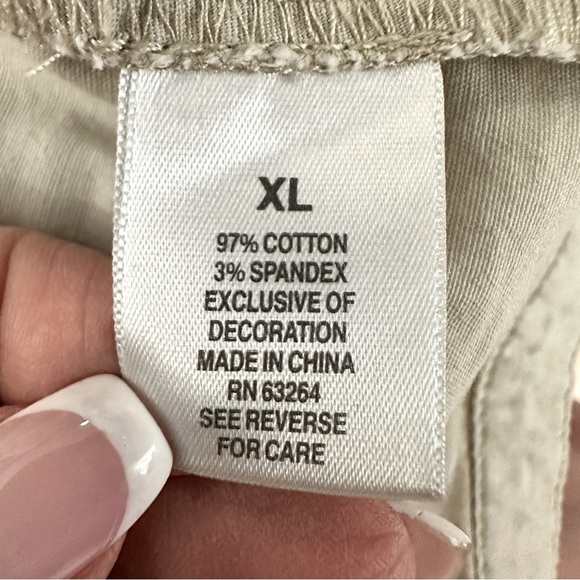 XL
97% COTTON
3% SPANDEX
EXCLUSIVE OF
DECORATION
MADE IN CHINA
RN 63264
SEE REVERSE
FOR CARE